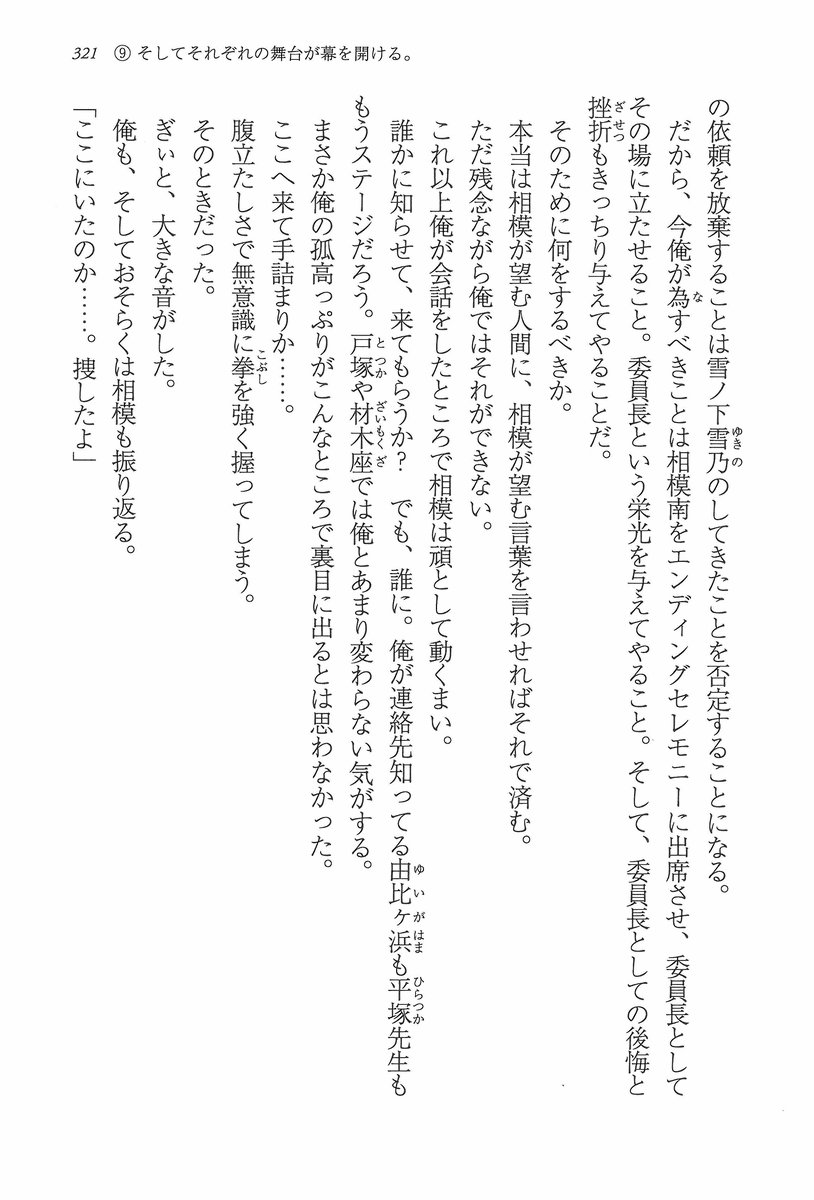 321 ⑨ そしてそれぞれの舞台が幕を開ける。
の依頼を放棄することは雪ノ下雪乃のしてきたことを否定することになる。
だから、今俺が為すべきことは相模南をエンディングセレモニーに出席させ、委員長として
その場に立たせること。委員長という栄光を与えてやること。そして、委員長としての後悔と
挫折もきっちり与えてやることだ。
そのために何をするべきか。
本当は相模が望む人間に、相模が望む言葉を言わせればそれで済む。
ただ残念ながら俺ではそれができない。
これ以上俺が会話をしたところで相模は頑として動くまい。
誰かに知らせて、来てもらうか？　でも、誰に。俺が連絡先知ってる由比ヶ浜も平塚先生も
もうステージだろう。戸塚や材木座では俺とあまり変わらない気がする。
まさか俺の孤高っぷりがこんなところで裏目に出るとは思わなかった。
ここへ来て手詰まりか……。
腹立たしさで無意識に拳を強く握ってしまう。
そのときだった。
ぎぃと、大きな音がした。
俺も、そしておそらくは相模も振り返る。
「ここにいたのか……。捜したよ」